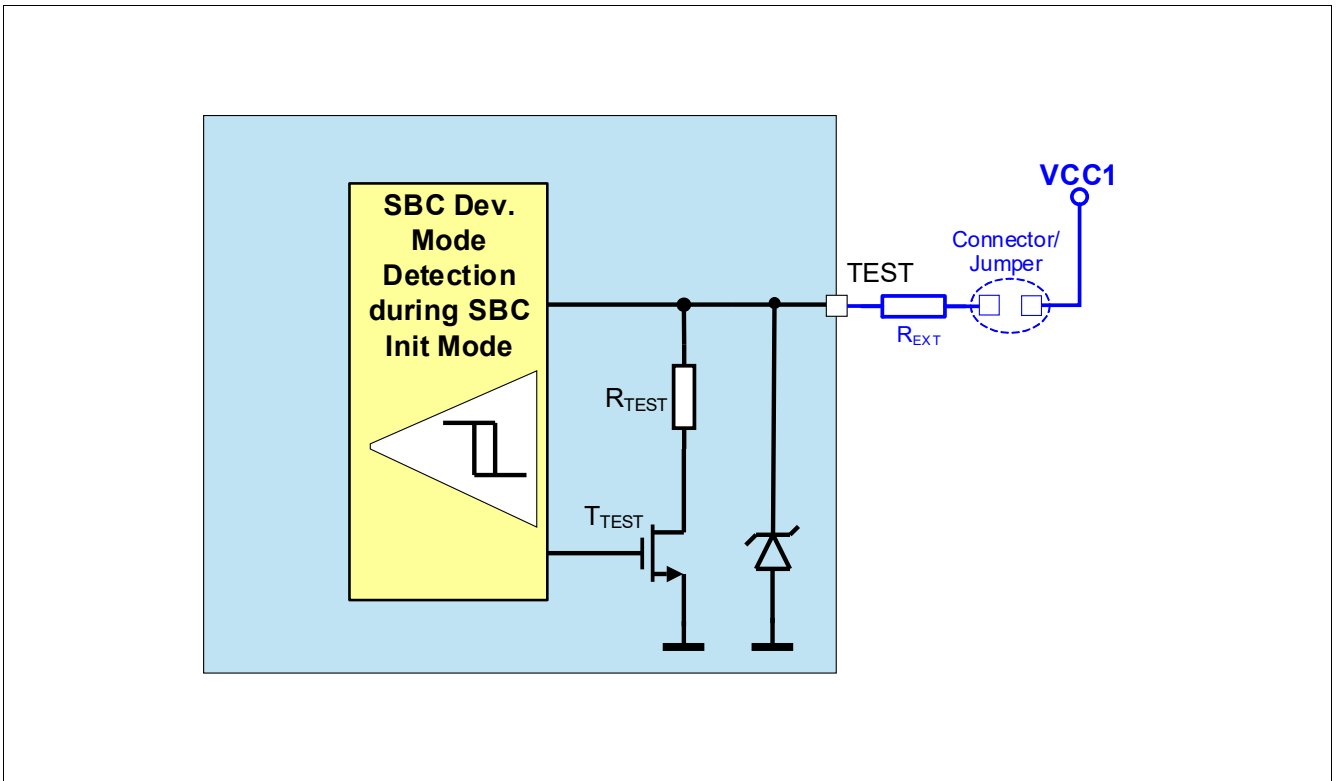 SBC Dev.
Mode
Detection
during SBC
Init Mode
VCC1
Connector/
Jumper
TEST
REXT
RTEST
TTEST